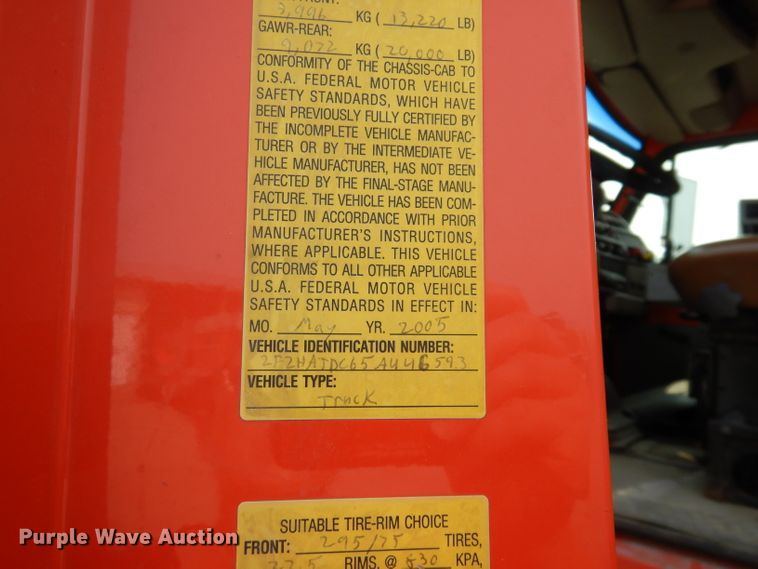 KG ( 13,220 LB)
GAWR-REAR:
9,072 KG ( 20,000 LB)
CONFORMITY OF THE CHASSIS-CAB TO
U.S.A. FEDERAL MOTOR VEHICLE
SAFETY STANDARDS, WHICH HAVE
BEEN PREVIOUSLY FULLY CERTIFIED BY
THE INCOMPLETE VEHICLE MANUFAC-
TURER OR BY THE INTERMEDIATE VE-
HICLE MANUFACTURER, HAS NOT BEEN
AFFECTED BY THE FINAL-STAGE MANU-
FACTURE. THE VEHICLE HAS BEEN COM-
PLETED IN ACCORDANCE WITH PRIOR
MANUFACTURER'S INSTRUCTIONS,
WHERE APPLICABLE. THIS VEHICLE
CONFORMS TO ALL OTHER APPLICABLE
U.S.A. FEDERAL MOTOR VEHICLE
SAFETY STANDARDS IN EFFECT IN:
MO. May YR. 2005
VEHICLE IDENTIFICATION NUMBER:
2FZHATDC65AU46593
VEHICLE TYPE:
Truck
SUITABLE TIRE-RIM CHOICE
FRONT: 295/75 TIRES,
22.5 RIMS, @ 830 KPA,
Purple Wave Auction